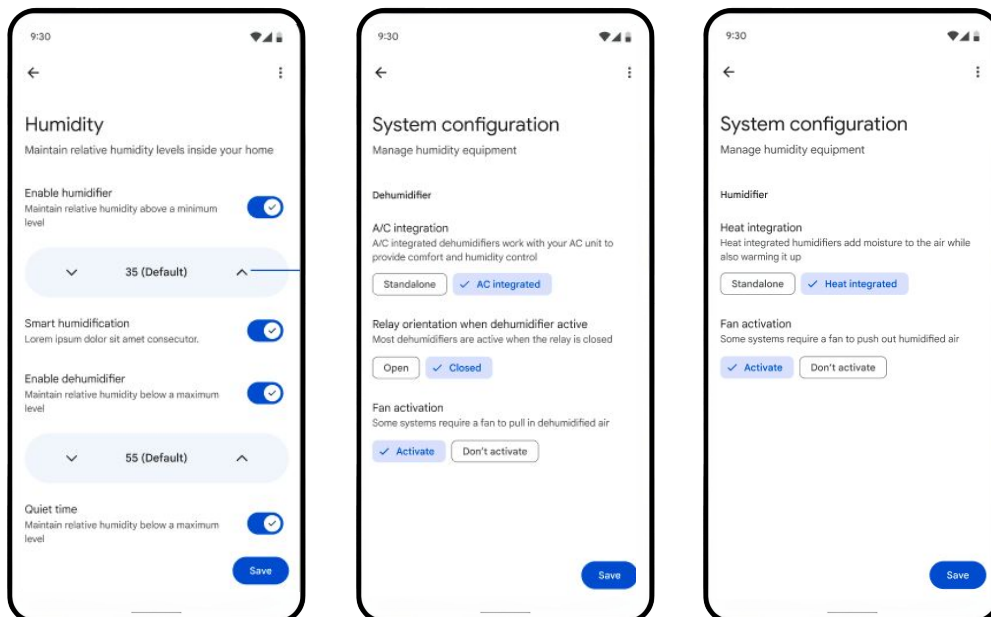 9:30
Humidity
Maintain relative humidity levels inside your home
Enable humidifier
Maintain relative humidity above a minimum
level
35 (Default)
Smart humidification
Lorem ipsum dolor sit amet consecutor.
Enable dehumidifier
Maintain relative humidity below a maximum
level
55 (Default)
Quiet time
Maintain relative humidity below a maximum
level
Save
9:30
System configuration
Manage humidity equipment
Dehumidifier
A/C integration
A/C integrated dehumidifiers work with your AC unit to
provide comfort and humidity control
Standalone
AC integrated
Relay orientation when dehumidifier active
Most dehumidifiers are active when the relay is closed
Open
Closed
Fan activation
Some systems require a fan to pull in dehumidified air
Activate
Don't activate
Save
9:30
System configuration
Manage humidity equipment
Humidifier
Heat integration
Heat integrated humidifiers add moisture to the air while
also warming it up
Standalone
Heat integrated
Fan activation
Some systems require a fan to push out humidified air
Activate
Don't activate
Save